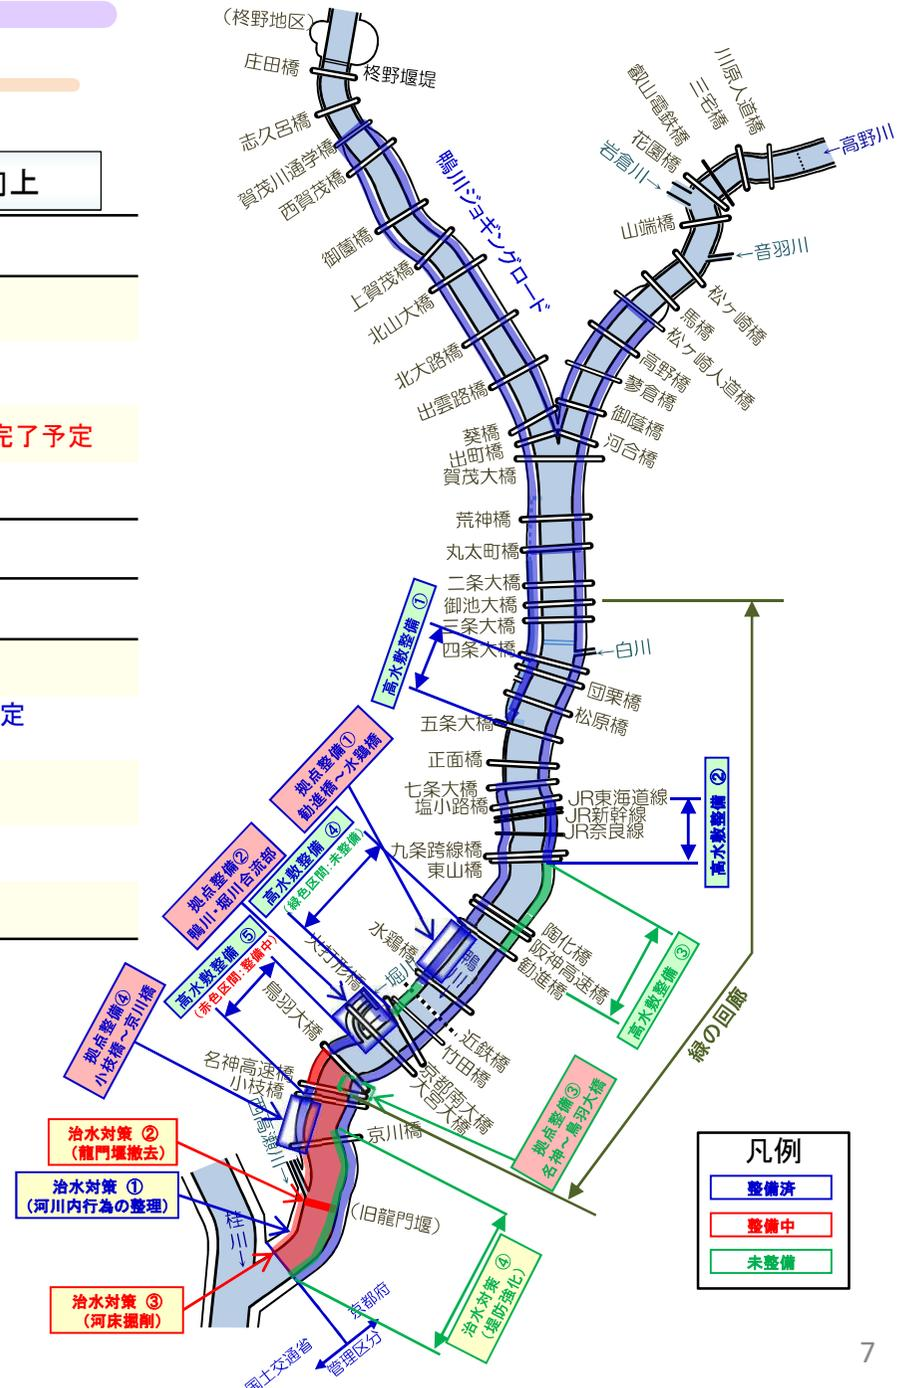 (柊野地区)
庄田橋
柊野堰堤
志久呂橋
賀茂川通学橋
西賀茂橋
御薗橋
上賀茂橋
北山大橋
北大路橋
出雲路橋
葵橋
出町橋
賀茂大橋
鴨川ジョギングロード
川原人道橋
三宅橋
叡山電鉄橋
花園橋
岩倉川→
←高野川
山端橋
←音羽川
松ケ崎橋
馬橋
松ケ崎人道橋
高野橋
蓼倉橋
御蔭橋
河合橋
向上
完了予定
定
荒神橋
丸太町橋
二条大橋
御池大橋
三条大橋
四条大橋
←白川
団栗橋
松原橋
五条大橋
正面橋
七条大橋
塩小路橋
JR東海道線
JR新幹線
JR奈良線
九条跨線橋
東山橋
高水敷整備 ①
高水敷整備 ②
拠点整備①
勧進橋~水鶏橋
高水敷整備 ④
(緑色区間:未整備)
拠点整備②
鴨川・堀川合流部
高水敷整備 ⑤
(赤色区間:整備中)
拠点整備④
小枝橋~京川橋
水鶏橋
火打形橋
鳥羽大橋
名神高速橋
小枝橋
西高瀬川→
鴨川
陶化橋
阪神高速橋
勧進橋
高水敷整備 ③
緑の回廊
近鉄橋
竹田橋
京都南大橋
大宮大橋
拠点整備③
名神~鳥羽大橋
京川橋
治水対策 ②
(龍門堰撤去)
治水対策 ①
(河川内行為の整理)
治水対策 ③
(河床掘削)
桂川→
(旧龍門堰)
治水対策 ④
(堤防強化)
京都府
国土交通省
管理区分
凡例
整備済
整備中
未整備
7